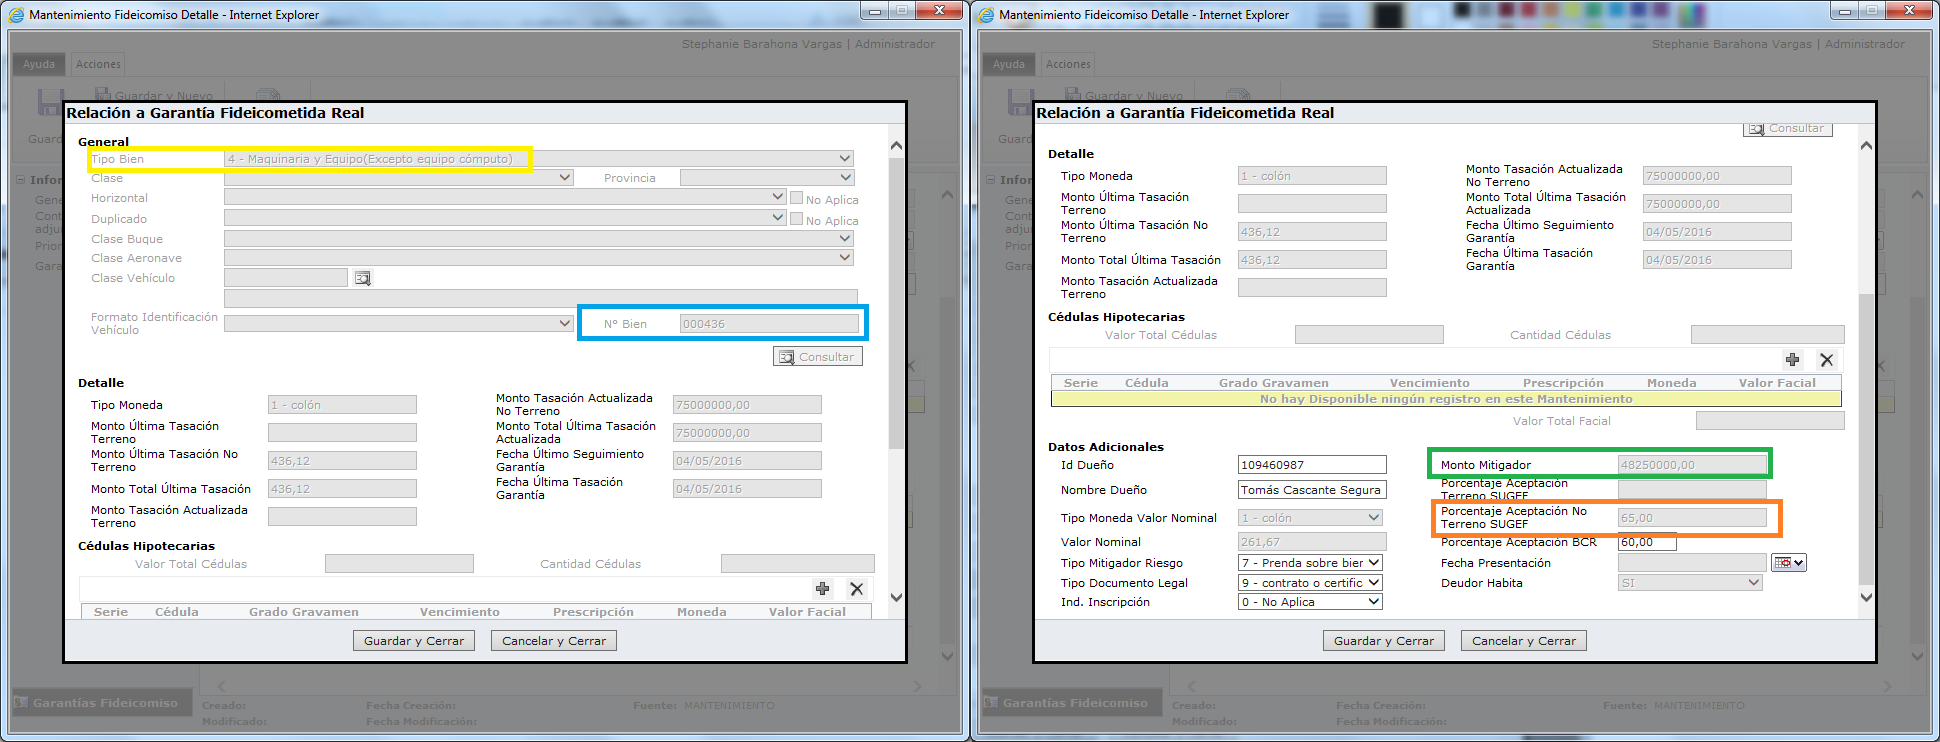 Mantenimiento Fideicomiso Detalle - Internet Explorer
Stephanie Barahona Vargas | Administrador
Ayuda Acciones
Guardar y Nuevo
Relación a Garantía Fideicometida Real
General
Tipo Bien 4 - Maquinaria y Equipo(Excepto equipo cómputo)
Clase Provincia
Horizontal No Aplica
Duplicado No Aplica
Clase Buque
Clase Aeronave
Clase Vehículo
Formato Identificación
Vehículo
N° Bien 000436
Consultar
Detalle
Tipo Moneda 1 - colón
Monto Tasación Actualizada
No Terreno 75000000,00
Monto Última Tasación
Terreno
Monto Total Última Tasación
Actualizada 75000000,00
Monto Última Tasación No
Terreno 436,12
Fecha Último Seguimiento
Garantía 04/05/2016
Monto Total Última Tasación 436,12
Fecha Última Tasación
Garantía 04/05/2016
Monto Tasación Actualizada
Terreno
Cédulas Hipotecarias
Valor Total Cédulas Cantidad Cédulas
Serie Cédula Grado Gravamen Vencimiento Prescripción Moneda Valor Facial
Guardar y Cerrar Cancelar y Cerrar
Garantías Fideicomiso
Creado: Fecha Creación: Fuente: MANTENIMIENTO
Modificado: Fecha Modificación:
Mantenimiento Fideicomiso Detalle - Internet Explorer
Stephanie Barahona Vargas | Administrador
Ayuda Acciones
Guardar y Nuevo
Relación a Garantía Fideicometida Real
Consultar
Detalle
Tipo Moneda 1 - colón
Monto Tasación Actualizada
No Terreno 75000000,00
Monto Última Tasación
Terreno
Monto Total Última Tasación
Actualizada 75000000,00
Monto Última Tasación No
Terreno 436,12
Fecha Último Seguimiento
Garantía 04/05/2016
Monto Total Última Tasación 436,12
Fecha Última Tasación
Garantía 04/05/2016
Monto Tasación Actualizada
Terreno
Cédulas Hipotecarias
Valor Total Cédulas Cantidad Cédulas
Serie Cédula Grado Gravamen Vencimiento Prescripción Moneda Valor Facial
No hay Disponible ningún registro en este Mantenimiento
Valor Total Facial
Datos Adicionales
Id Dueño 109460987 Monto Mitigador 48250000,00
Nombre Dueño Tomás Cascante Segura
Porcentaje Aceptación
Terreno SUGEF
Tipo Moneda Valor Nominal 1 - colón
Porcentaje Aceptación No
Terreno SUGEF 65,00
Valor Nominal 261,67 Porcentaje Aceptación BCR 60,00
Tipo Mitigador Riesgo 7 - Prenda sobre bier Fecha Presentación
Tipo Documento Legal 9 - contrato o certific Deudor Habita SI
Ind. Inscripción 0 - No Aplica
Guardar y Cerrar Cancelar y Cerrar
Garantías Fideicomiso
Creado: Fecha Creación: Fuente: MANTENIMIENTO
Modificado: Fecha Modificación: